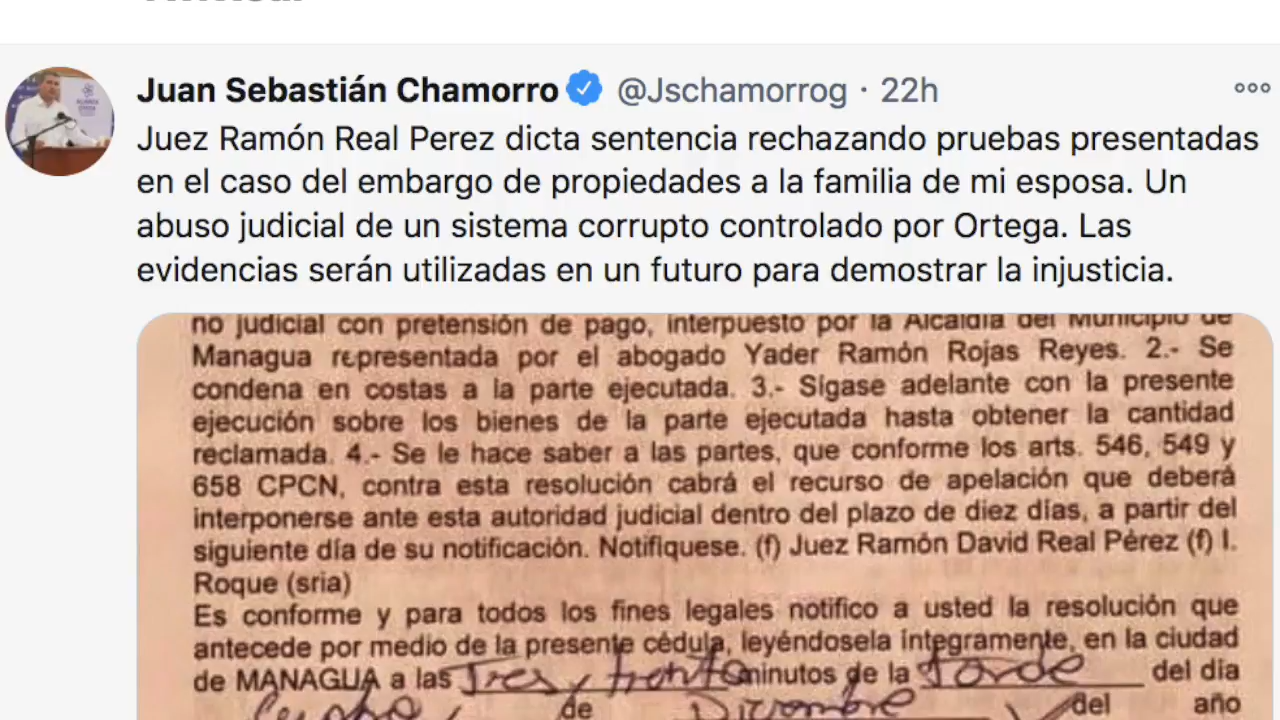 Juan Sebastián Chamorro @Jschamorrog · 22h
Juez Ramón Real Perez dicta sentencia rechazando pruebas presentadas
en el caso del embargo de propiedades a la familia de mi esposa. Un
abuso judicial de un sistema corrupto controlado por Ortega. Las
evidencias serán utilizadas en un futuro para demostrar la injusticia.
no judicial con pretensión de pago, interpuesto por la Alcaldía del Municipio de
Managua representada por el abogado Yader Ramón Rojas Reyes. 2.- Se
condena en costas a la parte ejecutada. 3.- Sígase adelante con la presente
ejecución sobre los bienes de la parte ejecutada hasta obtener la cantidad
reclamada. 4.- Se le hace saber a las partes, que conforme los arts. 546, 549 y
658 CPCN, contra esta resolución cabrá el recurso de apelación que deberá
interponerse ante esta autoridad judicial dentro del plazo de diez días, a partir del
siguiente día de su notificación. Notifiquese. (f) Juez Ramón David Real Pérez (f) I.
Roque (sria)
Es conforme y para todos los fines legales notifico a usted la resolución que
antecede por medio de la presente cédula, leyéndosela íntegramente, en la ciudad
de MANAGUA a las Tres y treinta minutos de la tarde del día
de Diciembre del año